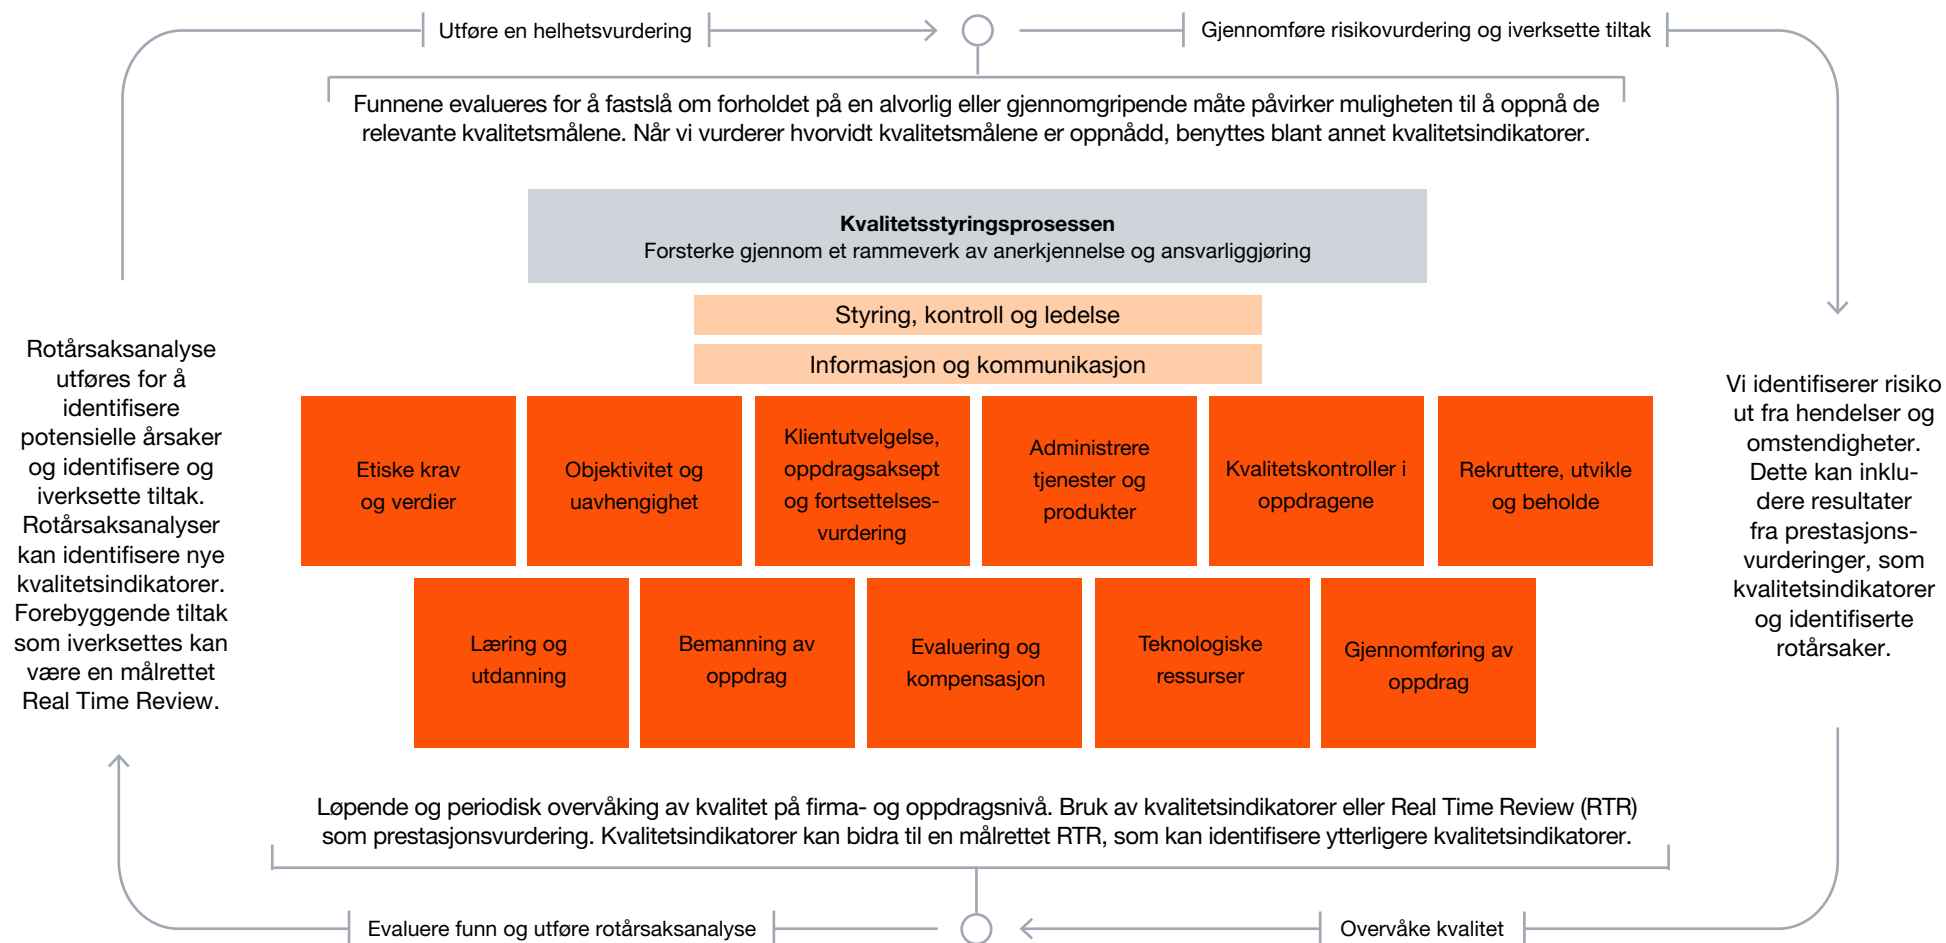 Utføre en helhetsvurdering
Gjennomføre risikovurdering og iverksette tiltak
Funnene evalueres for å fastslå om forholdet på en alvorlig eller gjennomgripende måte påvirker muligheten til å oppnå de
relevante kvalitetsmålene. Når vi vurderer hvorvidt kvalitetsmålene er oppnådd, benyttes blant annet kvalitetsindikatorer.
Kvalitetsstyringsprosessen
Forsterke gjennom et rammeverk av anerkjennelse og ansvarliggjøring
Styring, kontroll og ledelse
Informasjon og kommunikasjon
Rotårsaksanalyse
utføres for å
identifisere
potensielle årsaker
og identifisere og
iverksette tiltak.
Rotårsaksanalyser
kan identifisere nye
kvalitetsindikatorer.
Forebyggende tiltak
som iverksettes kan
være en målrettet
Real Time Review.
Etiske krav
og verdier
Objektivitet og
uavhengighet
Klientutvelgelse,
oppdragsaksept
og fortsettelses-
vurdering
Administrere
tjenester og
produkter
Kvalitetskontroller i
oppdragene
Rekruttere, utvikle
og beholde
Læring og
utdanning
Bemanning av
oppdrag
Evaluering og
kompensasjon
Teknologiske
ressurser
Gjennomføring av
oppdrag
Vi identifiserer risiko
ut fra hendelser og
omstendigheter.
Dette kan inklu-
dere resultater
fra prestasjons-
vurderinger, som
kvalitetsindikatorer
og identifiserte
rotårsaker.
Løpende og periodisk overvåking av kvalitet på firma- og oppdragsnivå. Bruk av kvalitetsindikatorer eller Real Time Review (RTR)
som prestasjonsvurdering. Kvalitetsindikatorer kan bidra til en målrettet RTR, som kan identifisere ytterligere kvalitetsindikatorer.
Evaluere funn og utføre rotårsaksanalyse
Overvåke kvalitet